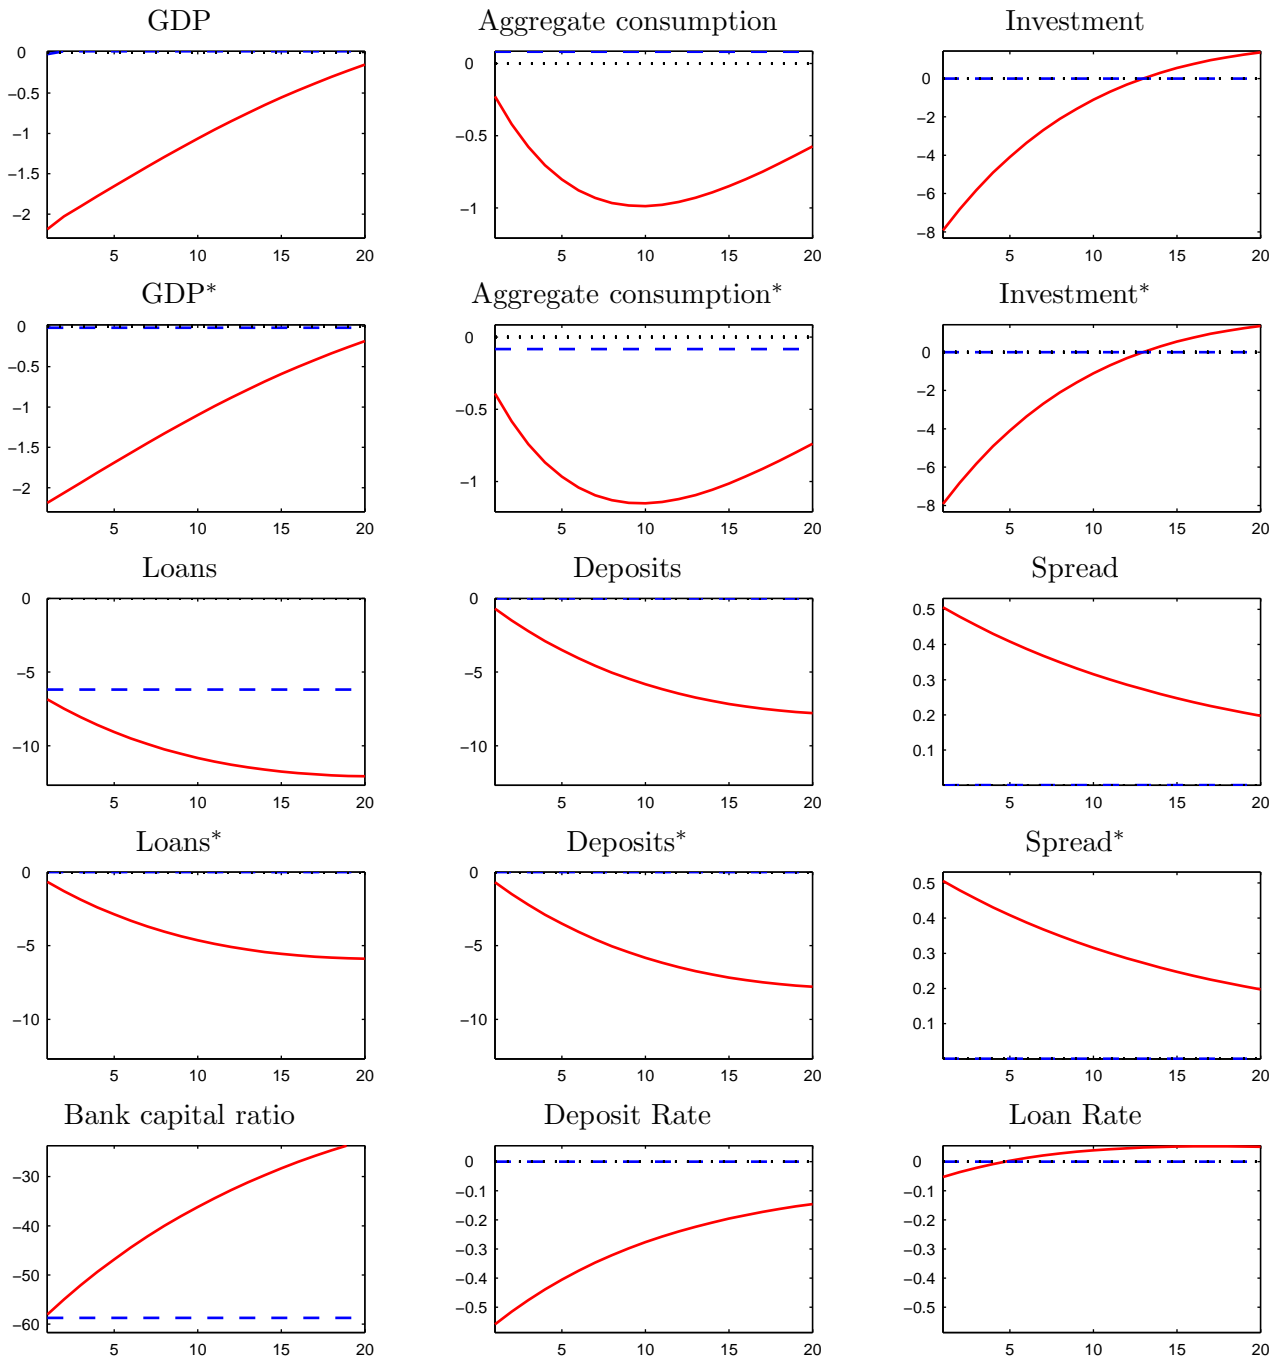 GDP Aggregate consumption Investment
0 0 0
−0.5 −0.5 −2
−1 −1 −4
−1.5 −6
−2 −8
5 10 15 20 5 10 15 20 5 10 15 20
GDP* Aggregate consumption* Investment*
0 0 0
−0.5 −0.5 −2
−1 −1 −4
−1.5 −6
−2 −8
5 10 15 20 5 10 15 20 5 10 15 20
Loans Deposits Spread
0 0 0.5
−5 −5 0.4
−10 −10 0.3
0.2
0.1
5 10 15 20 5 10 15 20 5 10 15 20
Loans* Deposits* Spread*
0 0 0.5
−5 −5 0.4
−10 −10 0.3
0.2
0.1
5 10 15 20 5 10 15 20 5 10 15 20
Bank capital ratio Deposit Rate Loan Rate
−30 0 0
−40 −0.1 −0.1
−50 −0.2 −0.2
−60 −0.3 −0.3
−0.4 −0.4
−0.5 −0.5
5 10 15 20 5 10 15 20 5 10 15 20